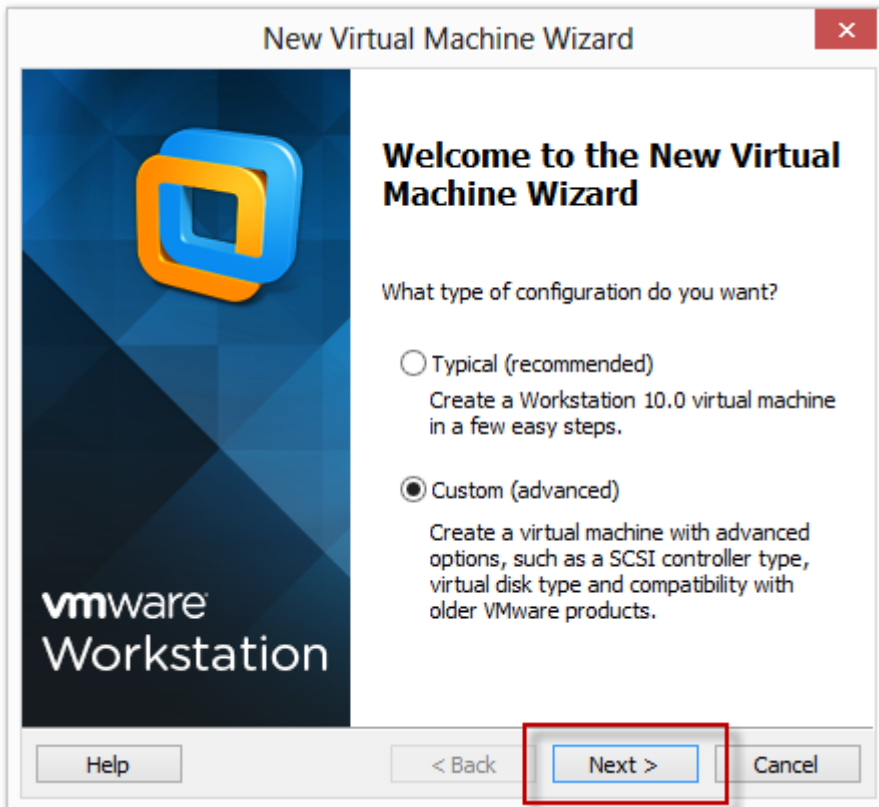 New Virtual Machine Wizard
Welcome to the New Virtual
Machine Wizard
What type of configuration do you want?
Typical (recommended)
Create a Workstation 10.0 virtual machine
in a few easy steps.
Custom (advanced)
Create a virtual machine with advanced
options, such as a SCSI controller type,
virtual disk type and compatibility with
older VMware products.
vmware
Workstation
Help
< Back
Next >
Cancel